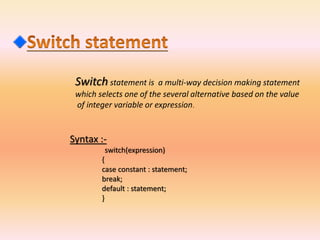 Switch statement
Switch statement is a multi-way decision making statement
which selects one of the several alternative based on the value
of integer variable or expression.
Syntax :-
switch(expression)
{
case constant : statement;
break;
default : statement;
}